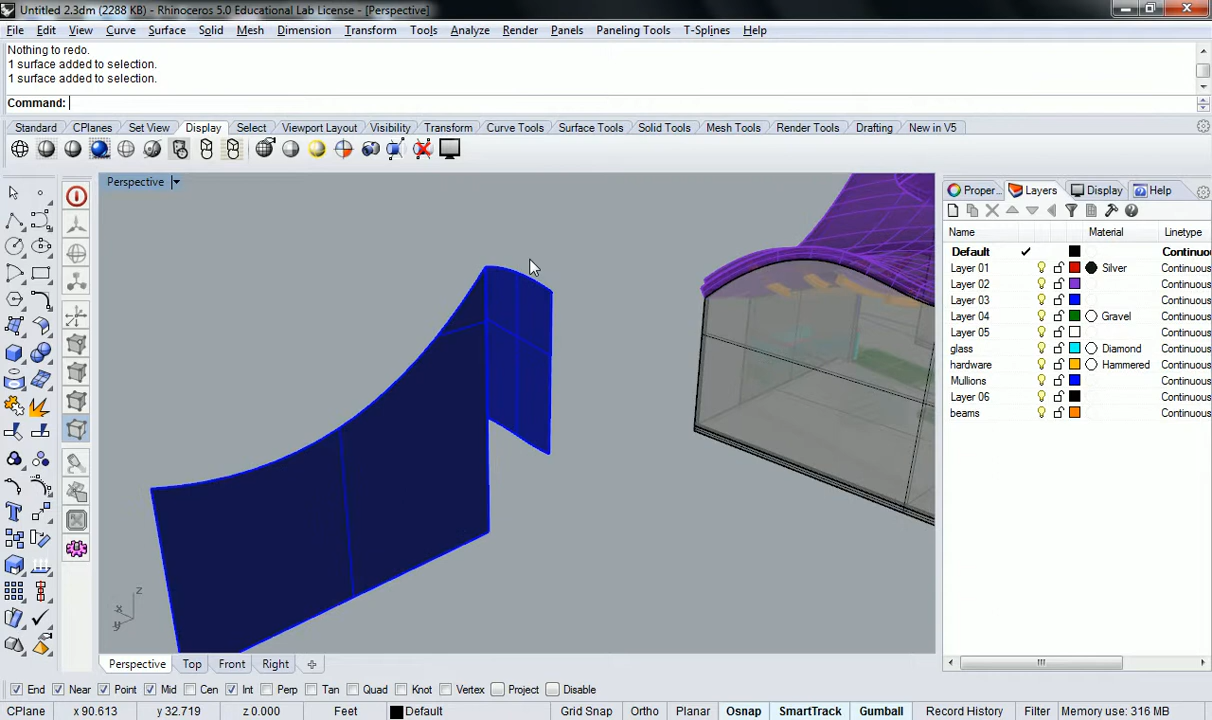 Untitled 2.3dm (2288 KB) - Rhinoceros 5.0 Educational Lab License - [Perspective]
File Edit View Curve Surface Solid Mesh Dimension Transform Tools Analyze Render Panels Paneling Tools T-Splines Help
Nothing to redo.
1 surface added to selection.
1 surface added to selection.
Command:
Standard CPlanes Set View Display Select Viewport Layout Visibility Transform Curve Tools Surface Tools Solid Tools Mesh Tools Render Tools Drafting New in V5
Perspective
Proper... Layers Display Help
Name Material Linetype
Default Continuo
Layer 01 Silver Continuous
Layer 02 Continuous
Layer 03 Continuous
Layer 04 Gravel Continuous
Layer 05 Continuous
glass Diamond Continuous
hardware Hammered Continuous
Mullions Continuous
Layer 06 Continuous
beams Continuous
z
x
y
Perspective Top Front Right
End Near Point Mid Cen Int Perp Tan Quad Knot Vertex Project Disable
CPlane x 90.613 y 32.719 z 0.000 Feet Default Grid Snap Ortho Planar Osnap SmartTrack Gumball Record History Filter Memory use: 316 MB